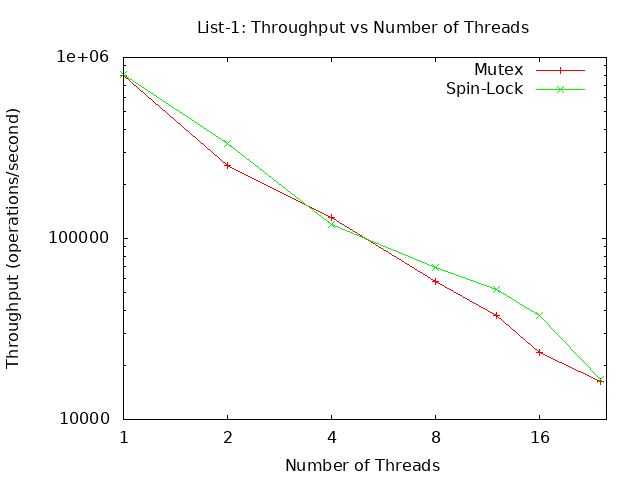 List-1: Throughput vs Number of Threads
1e+06
Mutex
Spin-Lock
Throughput (operations/second)
100000
10000
1 2 4 8 16
Number of Threads